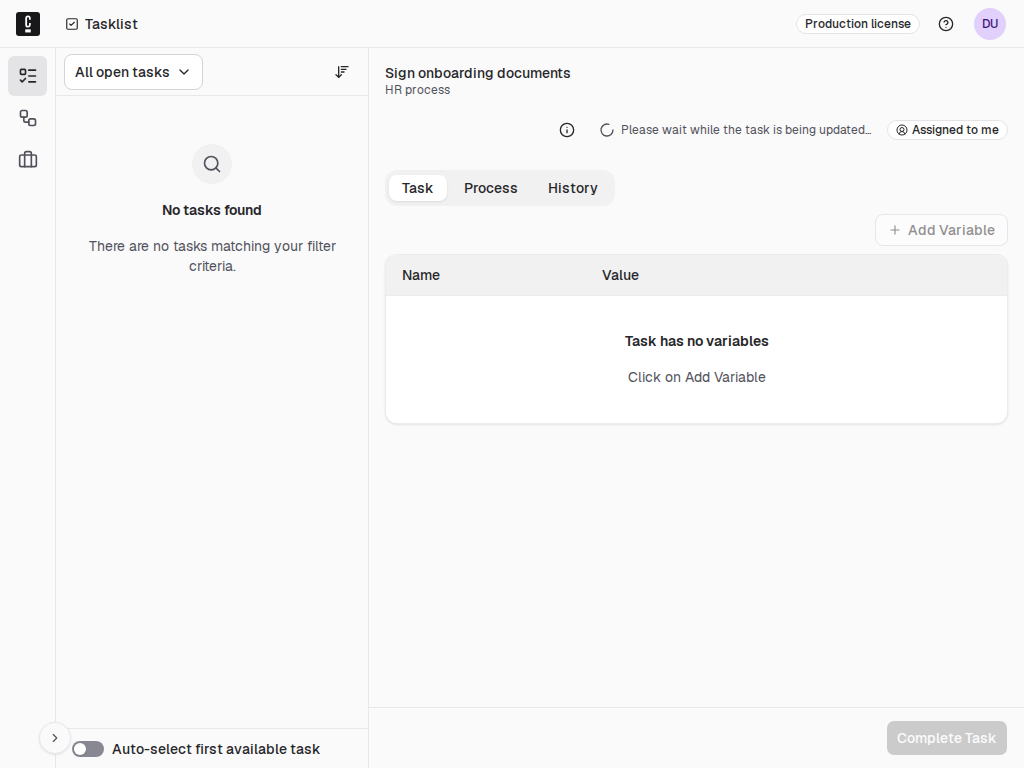 Tasklist
Production license
DU
All open tasks
No tasks found
There are no tasks matching your filter
criteria.
Auto-select first available task
Sign onboarding documents
HR process
Please wait while the task is being updated...
Assigned to me
Task
Process
History
Add Variable
Name
Value
Task has no variables
Click on Add Variable
Complete Task